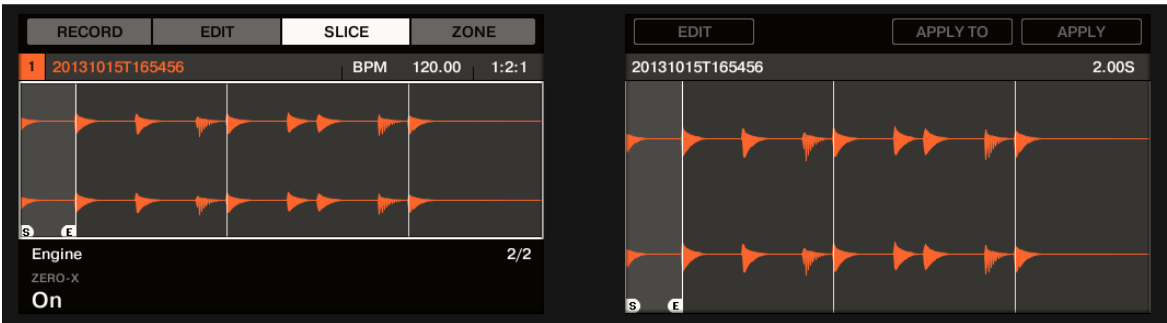 RECORD EDIT SLICE ZONE
1 20131015T165456 BPM 120.00 1:2:1
S E
Engine 2/2
ZERO-X
On
EDIT APPLY TO APPLY
20131015T165456 2.00S
S E